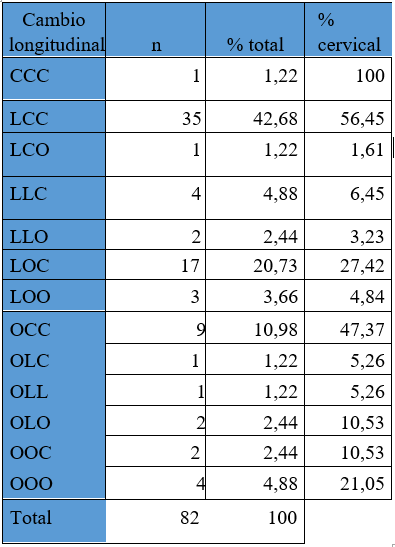 Cambio longitudinal n % total % cervical
CCC 1 1,22 100
LCC 35 42,68 56,45
LCO 1 1,22 1,61
LLC 4 4,88 6,45
LLO 2 2,44 3,23
LOC 17 20,73 27,42
LOO 3 3,66 4,84
OCC 9 10,98 47,37
OLC 1 1,22 5,26
OLL 1 1,22 5,26
OLO 2 2,44 10,53
OOC 2 2,44 10,53
OOO 4 4,88 21,05
Total 82 100